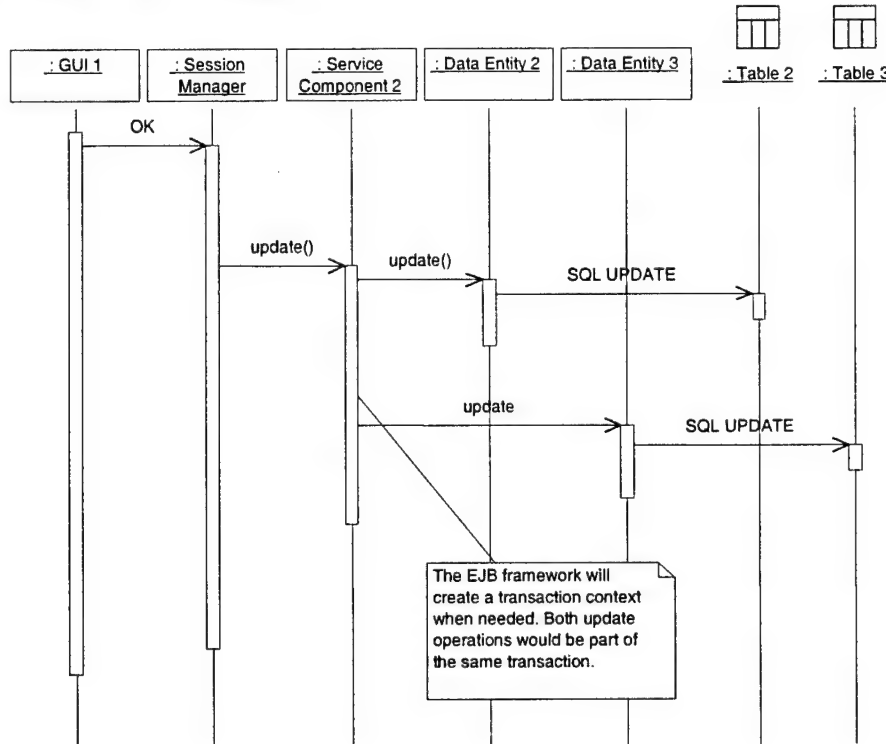 : GUI 1
: Session
Manager
: Service
Component 2
: Data Entity 2
: Data Entity 3
: Table 2
: Table 3
OK
update()
update()
SQL UPDATE
update
SQL UPDATE
The EJB framework will
create a transaction context
when needed. Both update
operations would be part of
the same transaction.